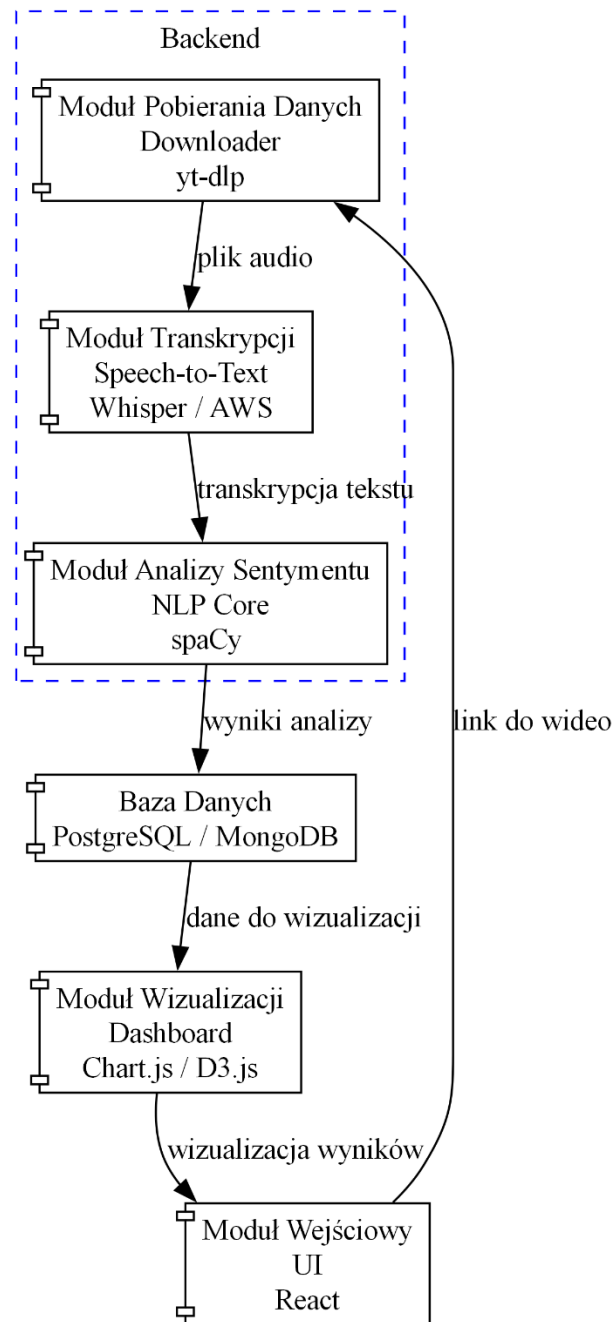 Backend
Moduł Pobierania Danych
Downloader
yt-dlp
plik audio
Moduł Transkrypcji
Speech-to-Text
Whisper / AWS
transkrypcja tekstu
Moduł Analizy Sentymentu
NLP Core
spaCy
wyniki analizy
link do wideo
Baza Danych
PostgreSQL / MongoDB
dane do wizualizacji
Moduł Wizualizacji
Dashboard
Chart.js / D3.js
wizualizacja wyników
Moduł Wejściowy
UI
React